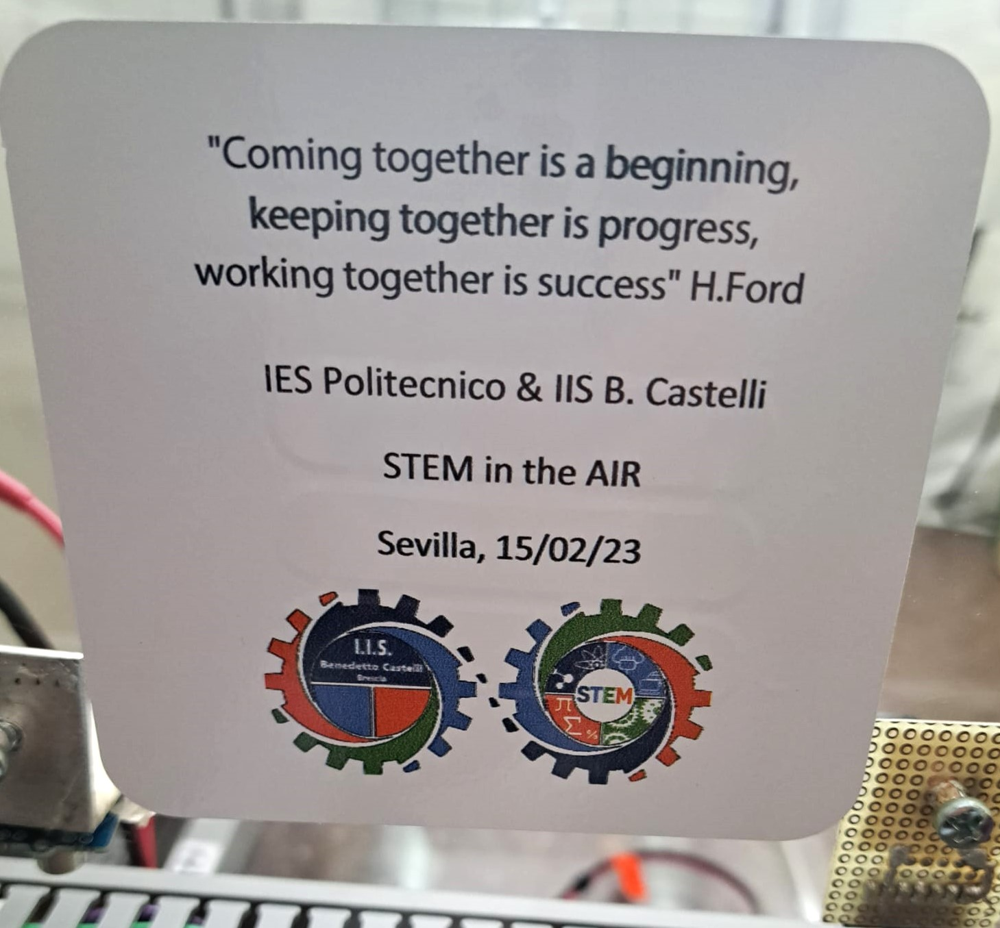 "Coming together is a beginning,
keeping together is progress,
working together is success" H.Ford
IES Politecnico & IIS B. Castelli
STEM in the AIR
Sevilla, 15/02/23
I.I.S.
Benedetto Castelli
Brescia
STEM
π
Σ
%